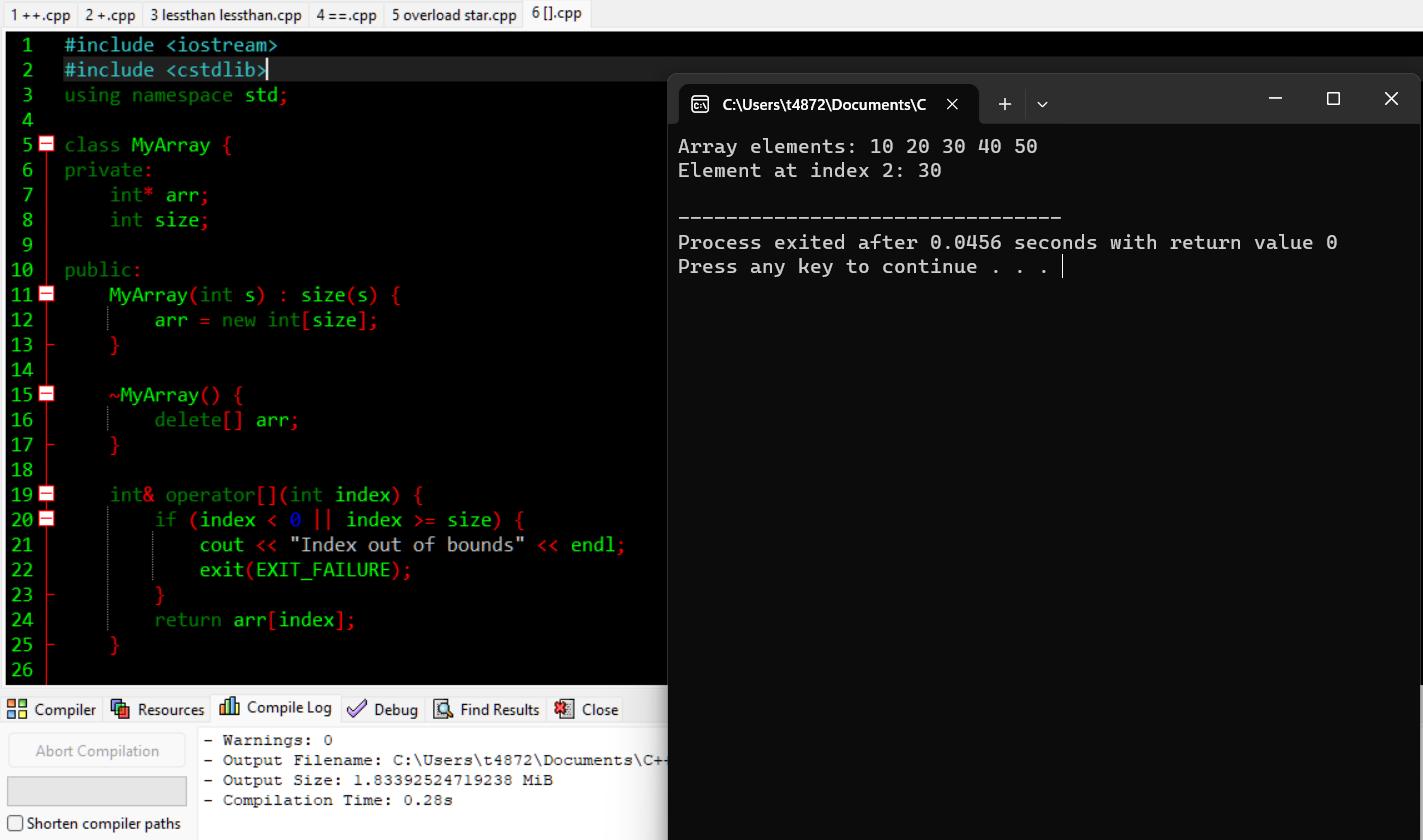 1 ++.cpp 2 +.cpp 3 lessthan lessthan.cpp 4 ==.cpp 5 overload star.cpp 6 [].cpp
1 #include <iostream>
2 #include <cstdlib>
3 using namespace std;
4
5 class MyArray {
6 private:
7 int* arr;
8 int size;
9
10 public:
11 MyArray(int s) : size(s) {
12 arr = new int[size];
13 }
14
15 ~MyArray() {
16 delete[] arr;
17 }
18
19 int& operator[](int index) {
20 if (index < 0 || index >= size) {
21 cout << "Index out of bounds" << endl;
22 exit(EXIT_FAILURE);
23 }
24 return arr[index];
25 }
26
C:\Users\t4872\Documents\C
Array elements: 10 20 30 40 50
Element at index 2: 30
--------------------------------
Process exited after 0.0456 seconds with return value 0
Press any key to continue . . .
Compiler Resources Compile Log Debug Find Results Close
Abort Compilation
Shorten compiler paths
- Warnings: 0
- Output Filename: C:\Users\t4872\Documents\C++
- Output Size: 1.83392524719238 MiB
- Compilation Time: 0.28s